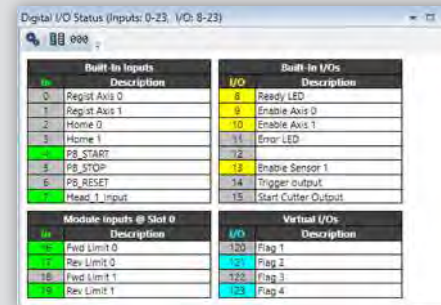 Digital I/O Status (Inputs: 0-23, I/O: 8-23)
000
Built-In Inputs
In Description
0 Regist Axis 0
1 Regist Axis 1
2 Home 0
3 Home 1
4 PB_START
5 PB_STOP
6 PB_RESET
7 Head_1_Input
Built-In I/Os
I/O Description
8 Ready LED
9 Enable Axis 0
10 Enable Axis 1
11 Error LED
12
13 Enable Sensor 1
14 Trigger output
15 Start Cutter Output
Module Inputs @ Slot 0
In Description
16 Fwd Limit 0
17 Rev Limit 0
18 Fwd Limit 1
19 Rev Limit 1
Virtual I/Os
I/O Description
120 Flag 1
121 Flag 2
122 Flag 3
123 Flag 4